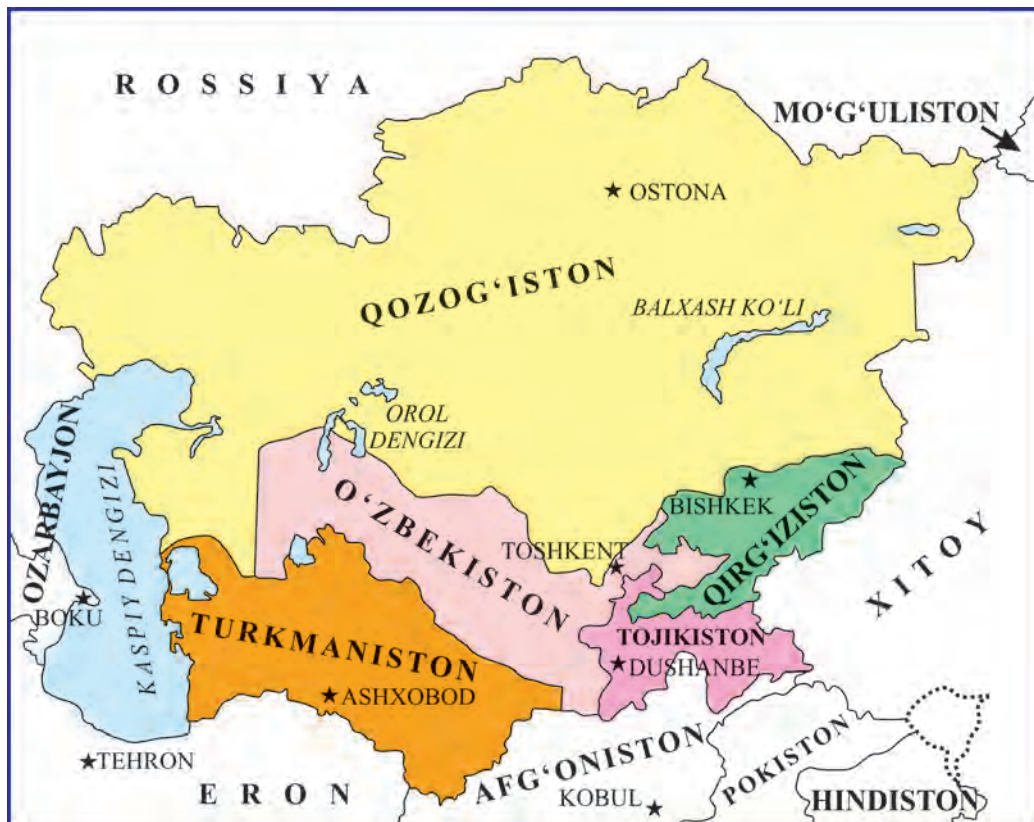 ROSSIYA
MO‘G‘ULISTON
OSTONA
QOZOG‘ISTON
BALXASH KO‘LI
OROL
DENGIZI
OZARBAYJON
KASPIY DENGIZI
O‘ZBEKISTON
BISHKEK
QIRG‘IZISTON
TOSHKENT
XITOY
BOKU
TURKMANISTON
TOJIKISTON
DUSHANBE
ASHXOBOD
TEHRON
ERON
AFG‘ONISTON
KOBUL
POKISTON
HINDISTON